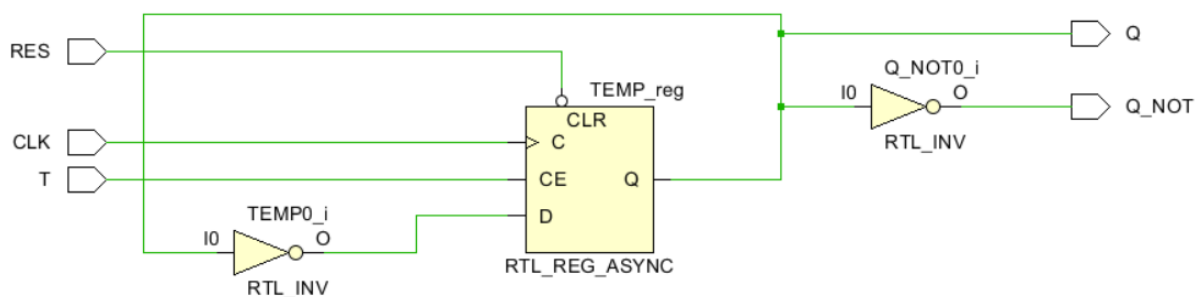 RES
CLK
T
TEMP0_i
I0
O
RTL_INV
TEMP_reg
CLR
C
CE
D
Q
RTL_REG_ASYNC
Q_NOT0_i
I0
O
RTL_INV
Q
Q_NOT